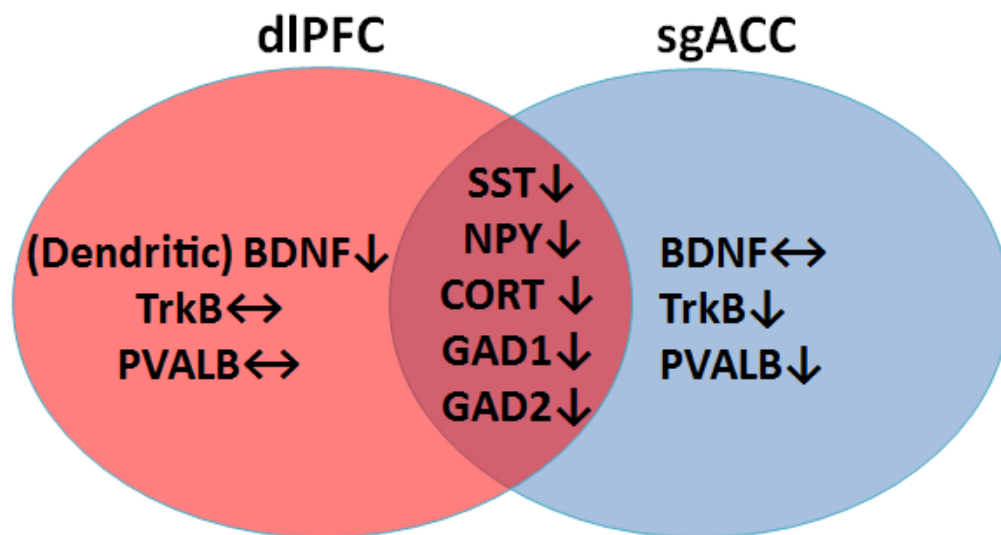 dlPFC
sgACC
(Dendritic) BDNF↓
TrkB↔
PVALB↔
SST↓
NPY↓
CORT ↓
GAD1↓
GAD2↓
BDNF↔
TrkB↓
PVALB↓